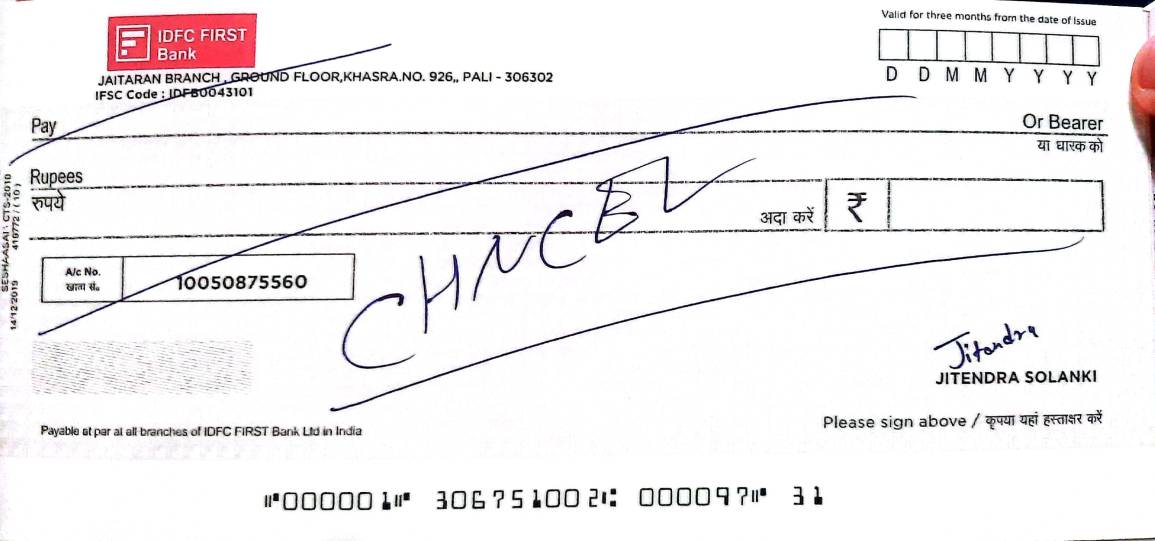 IDFC FIRST
Bank
Valid for three months from the date of Issue
D D M M Y Y Y Y
JAITARAN BRANCH , GROUND FLOOR,KHASRA.NO. 926,, PALI - 306302
IFSC Code : IDFB0043101
Pay
Or Bearer
या धारक को
Rupees
रुपये
अदा करें ₹
CHNCEL
A/c No.
खाता सं.
10050875560
SESHAASAI \ CTS-2010
14/12/2019 419772 / ( 10 )
Jitendra
JITENDRA SOLANKI
Please sign above / कृपया यहां हस्ताक्षर करें
Payable at par at all branches of IDFC FIRST Bank Ltd in India
⑈000001⑈ 306751002⑆ 000097⑈ 31